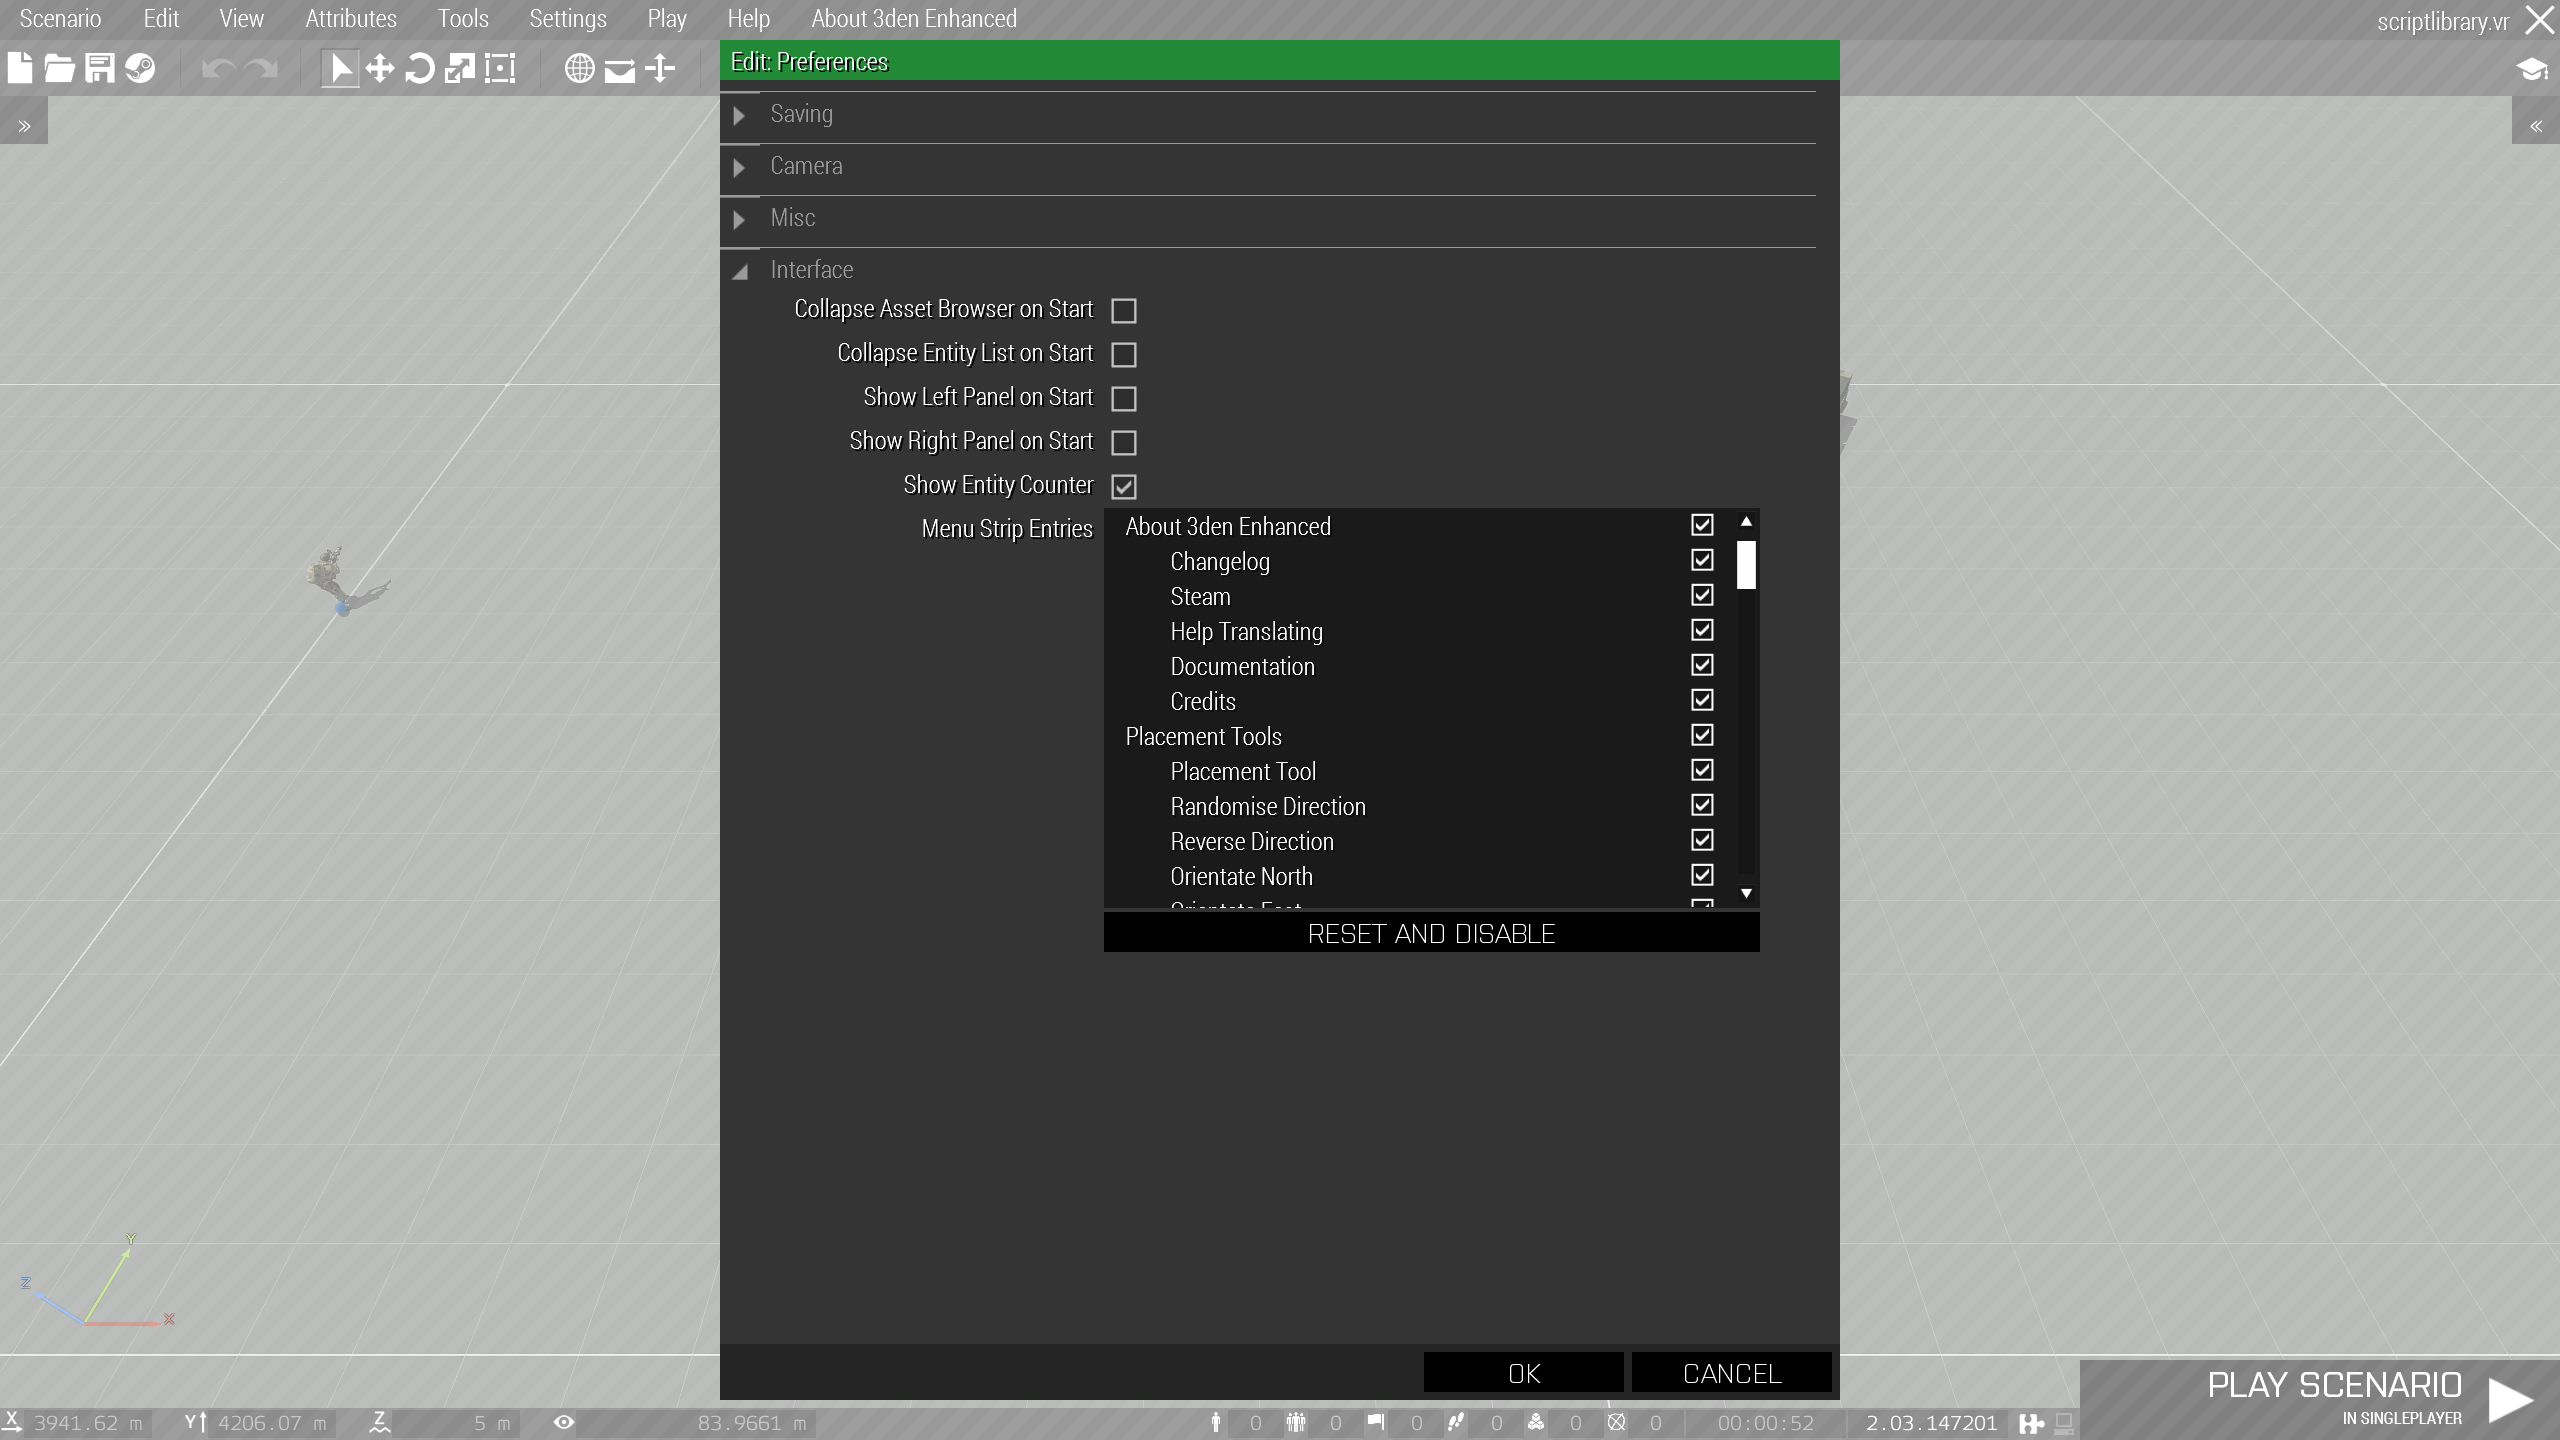 Scenario Edit View Attributes Tools Settings Play Help About 3den Enhanced scriptlibrary.vr
Edit: Preferences
Saving
Camera
Misc
Interface
Collapse Asset Browser on Start
Collapse Entity List on Start
Show Left Panel on Start
Show Right Panel on Start
Show Entity Counter
Menu Strip Entries
About 3den Enhanced
Changelog
Steam
Help Translating
Documentation
Credits
Placement Tools
Placement Tool
Randomise Direction
Reverse Direction
Orientate North
Orientate East
RESET AND DISABLE
OK CANCEL
Y
Z
X
PLAY SCENARIO
IN SINGLEPLAYER
X 3941.62 m Y 4206.07 m Z 5 m 83.9661 m 0 0 0 0 0 0 00:00:52 2.03.147201